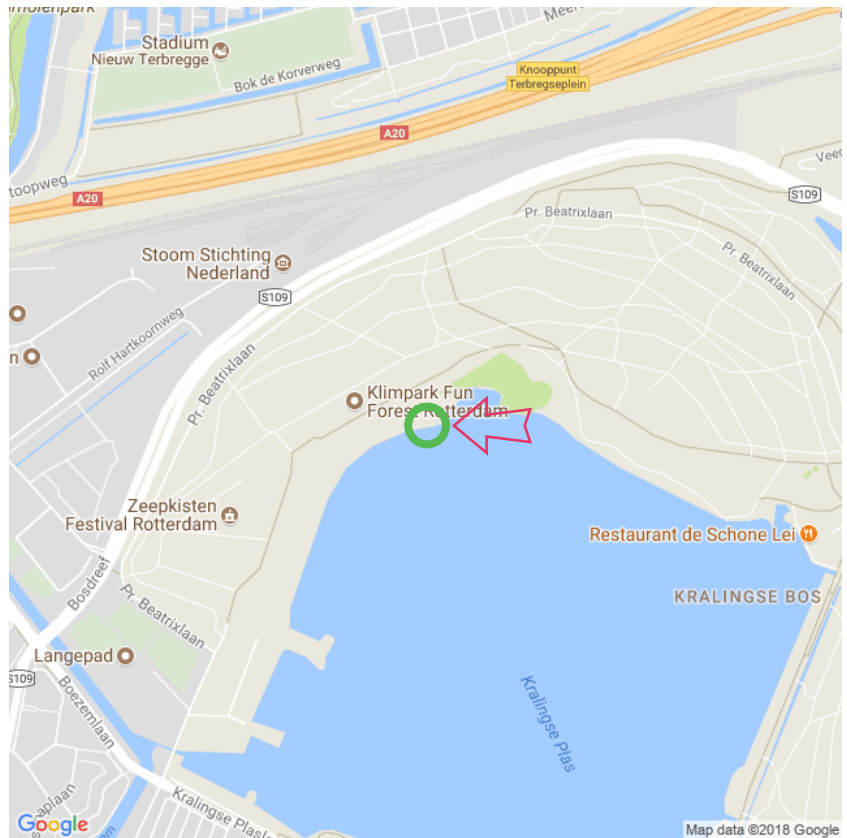 Stadium
Nieuw Terbregge
Bok de Korverweg
Knooppunt
Terbregseplein
A20
A20
S109
Pr. Beatrixlaan
Pr. Beatrixlaan
Stoom Stichting
Nederland
S109
Rolf Hartkoornweg
Pr. Beatrixlaan
Klimpark Fun
Forest Rotterdam
Zeepkisten
Festival Rotterdam
Restaurant de Schone Lei
Bosdreef
Pr. Beatrixlaan
KRALINGSE BOS
Langepad
S109
Boezemlaan
Kralingse Plas
Kralingse Plasla
Google
Map data ©2018 Google